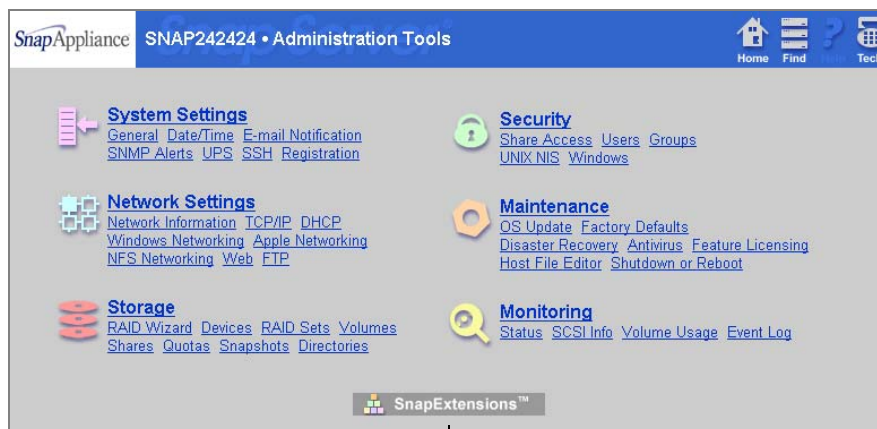 SnapAppliance SNAP242424 • Administration Tools
Snap Server
Home Find Help Tech
System Settings
General Date/Time E-mail Notification
SNMP Alerts UPS SSH Registration
Network Settings
Network Information TCP/IP DHCP
Windows Networking Apple Networking
NFS Networking Web FTP
Storage
RAID Wizard Devices RAID Sets Volumes
Shares Quotas Snapshots Directories
Security
Share Access Users Groups
UNIX NIS Windows
Maintenance
OS Update Factory Defaults
Disaster Recovery Antivirus Feature Licensing
Host File Editor Shutdown or Reboot
Monitoring
Status SCSI Info Volume Usage Event Log
SnapExtensions™